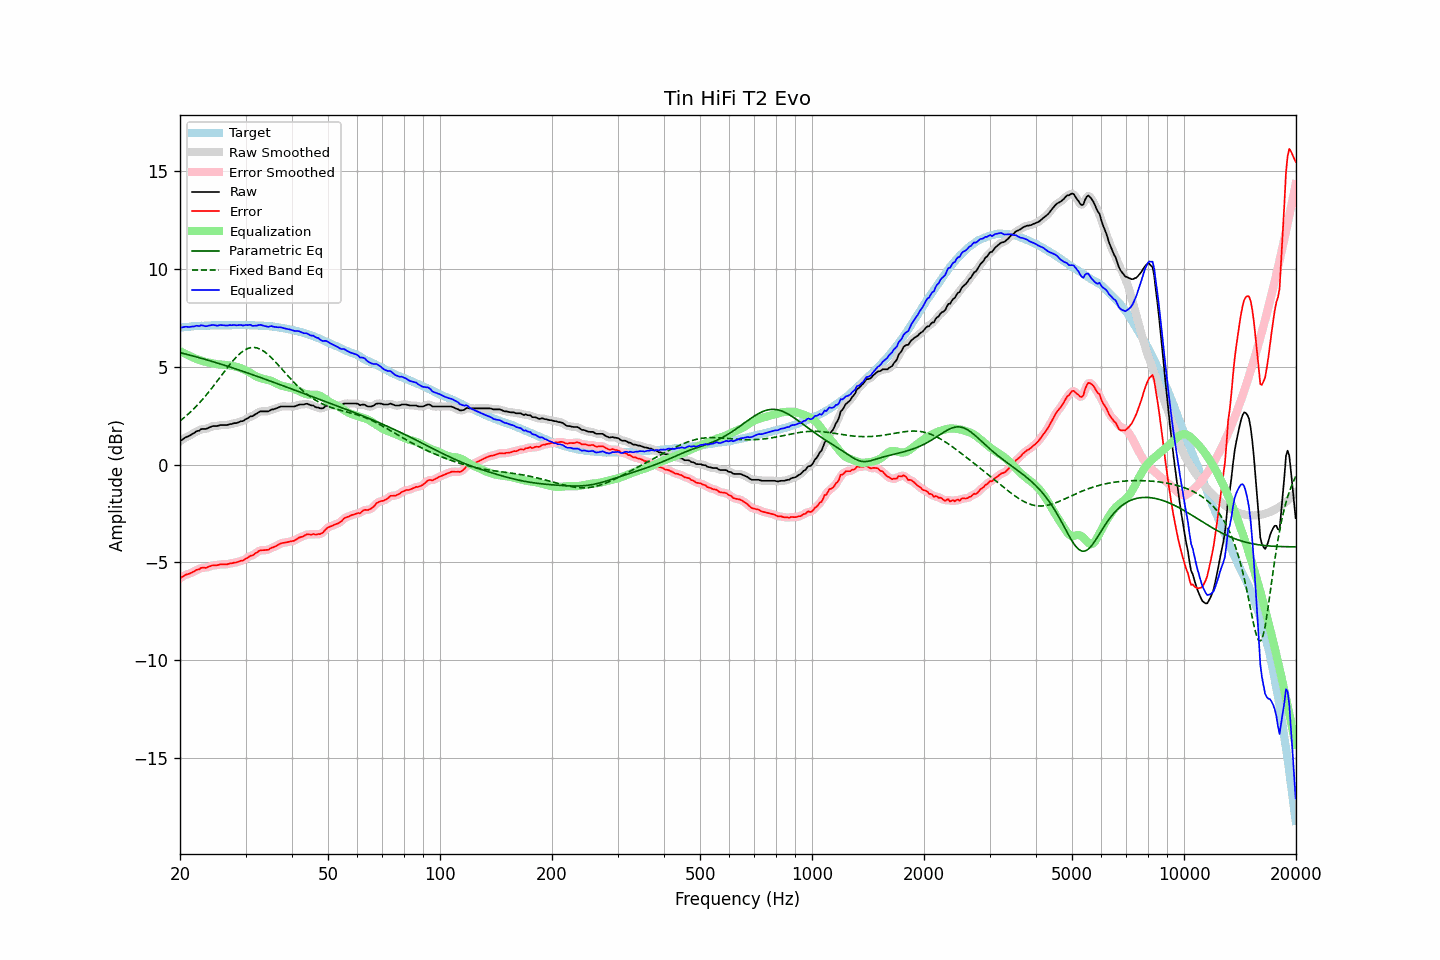 Tin HiFi T2 Evo
Target
Raw Smoothed
Error Smoothed
Raw
Error
Equalization
Parametric Eq
Fixed Band Eq
Equalized
15
10
5
0
−5
−10
−15
Amplitude (dBr)
20
50
100
200
500
1000
2000
5000
10000
20000
Frequency (Hz)